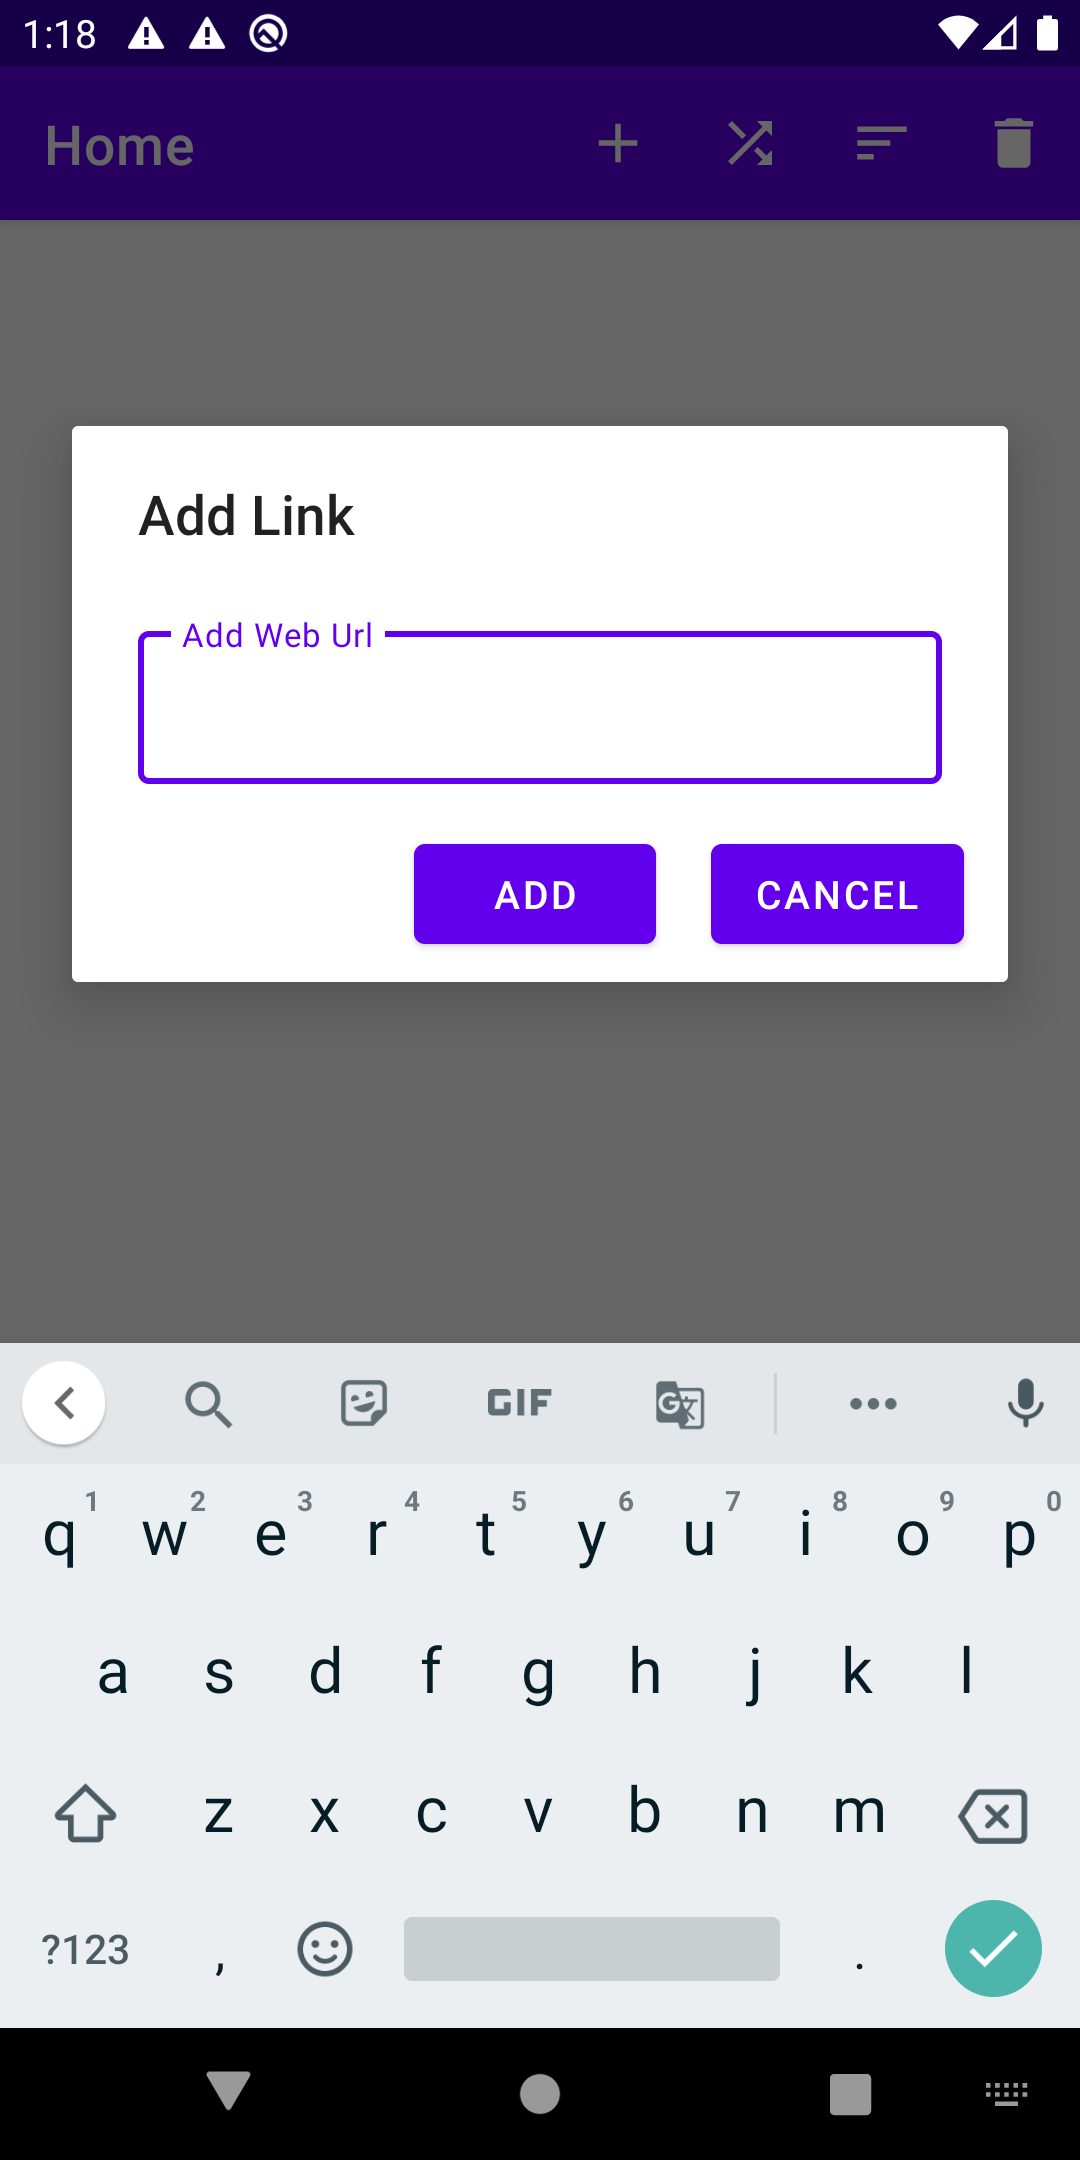 1:18
Home
Add Link
Add Web Url
ADD
CANCEL
GIF
G 文
q 1 w 2 e 3 r 4 t 5 y 6 u 7 i 8 o 9 p 0
a s d f g h j k l
z x c v b n m
?123 , .